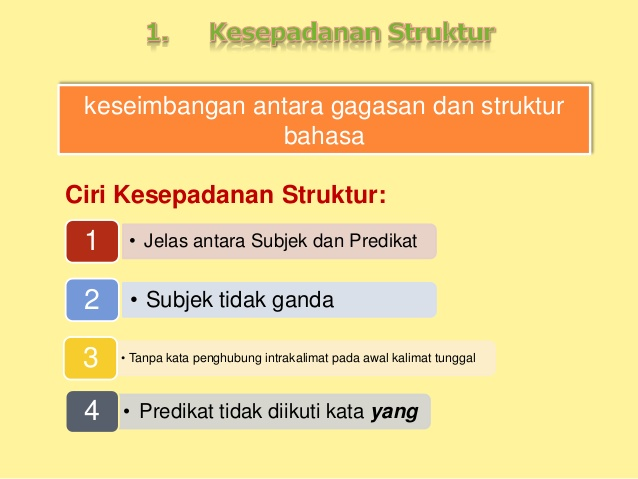 1. Kesepadanan Struktur
keseimbangan antara gagasan dan struktur
bahasa
Ciri Kesepadanan Struktur:
1 • Jelas antara Subjek dan Predikat
2 • Subjek tidak ganda
3 • Tanpa kata penghubung intrakalimat pada awal kalimat tunggal
4 • Predikat tidak diikuti kata yang